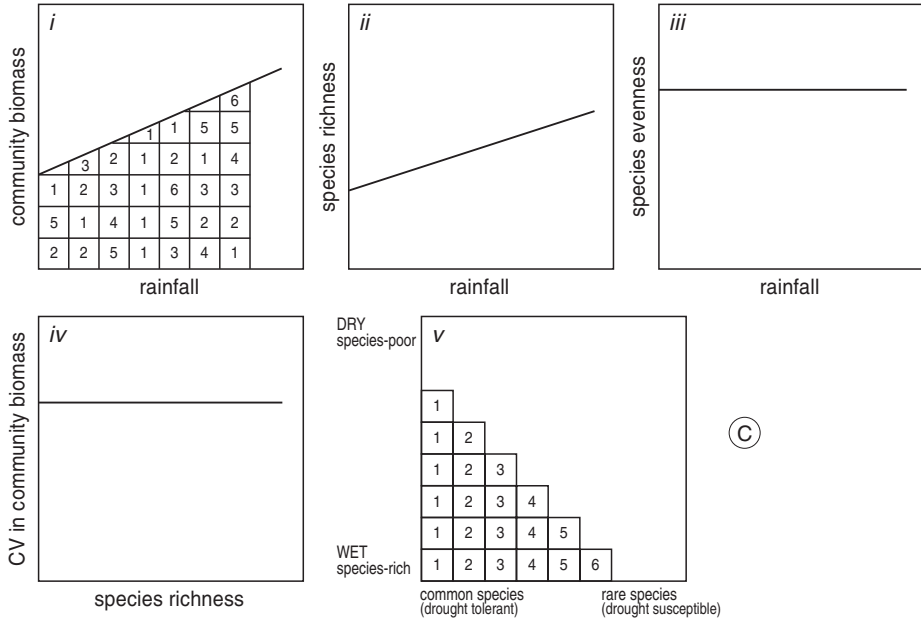 i
community biomass
6
1 1 5 5
3 2 1 2 1 4
1 2 3 1 6 3 3
5 1 4 1 5 2 2
2 2 5 1 3 4 1
rainfall
ii
species richness
rainfall
iii
species evenness
rainfall
iv
CV in community biomass
species richness
v
DRY
species-poor
1
1 2
1 2 3
1 2 3 4
1 2 3 4 5
1 2 3 4 5 6
WET
species-rich
common species
(drought tolerant)
rare species
(drought susceptible)
C